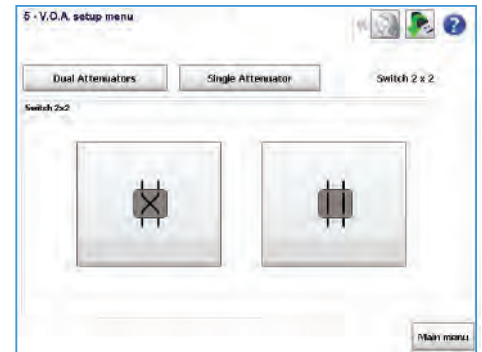 5 - V.O.A. setup menu
?
Dual Attenuators Single Attenuator Switch 2 x 2
Switch 2x2
Main menu